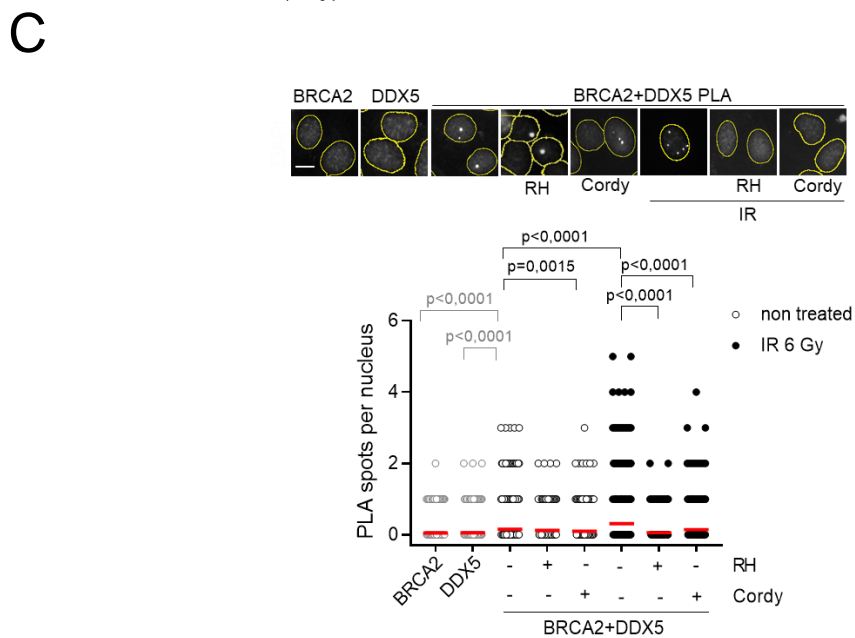 C
BRCA2 DDX5 BRCA2+DDX5 PLA
RH Cordy RH Cordy
IR
p<0,0001
p=0,0015 p<0,0001
p<0,0001 p<0,0001
p<0,0001
non treated
IR 6 Gy
PLA spots per nucleus
6
4
2
0
BRCA2 DDX5 - + - - + - RH
- - + - - + Cordy
BRCA2+DDX5